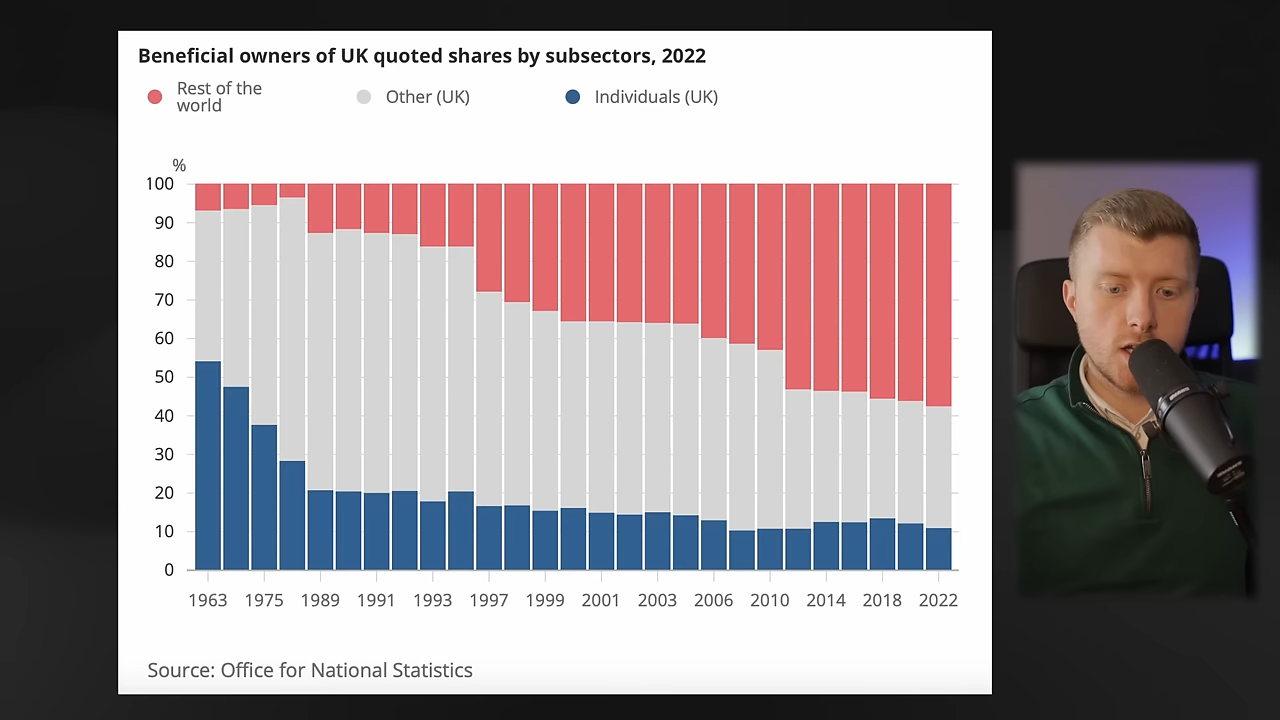 Beneficial owners of UK quoted shares by subsectors, 2022
Rest of the
world
Other (UK)
Individuals (UK)
%
100
90
80
70
60
50
40
30
20
10
0
1963 1975 1989 1991 1993 1997 1999 2001 2003 2006 2010 2014 2018 2022
Source: Office for National Statistics